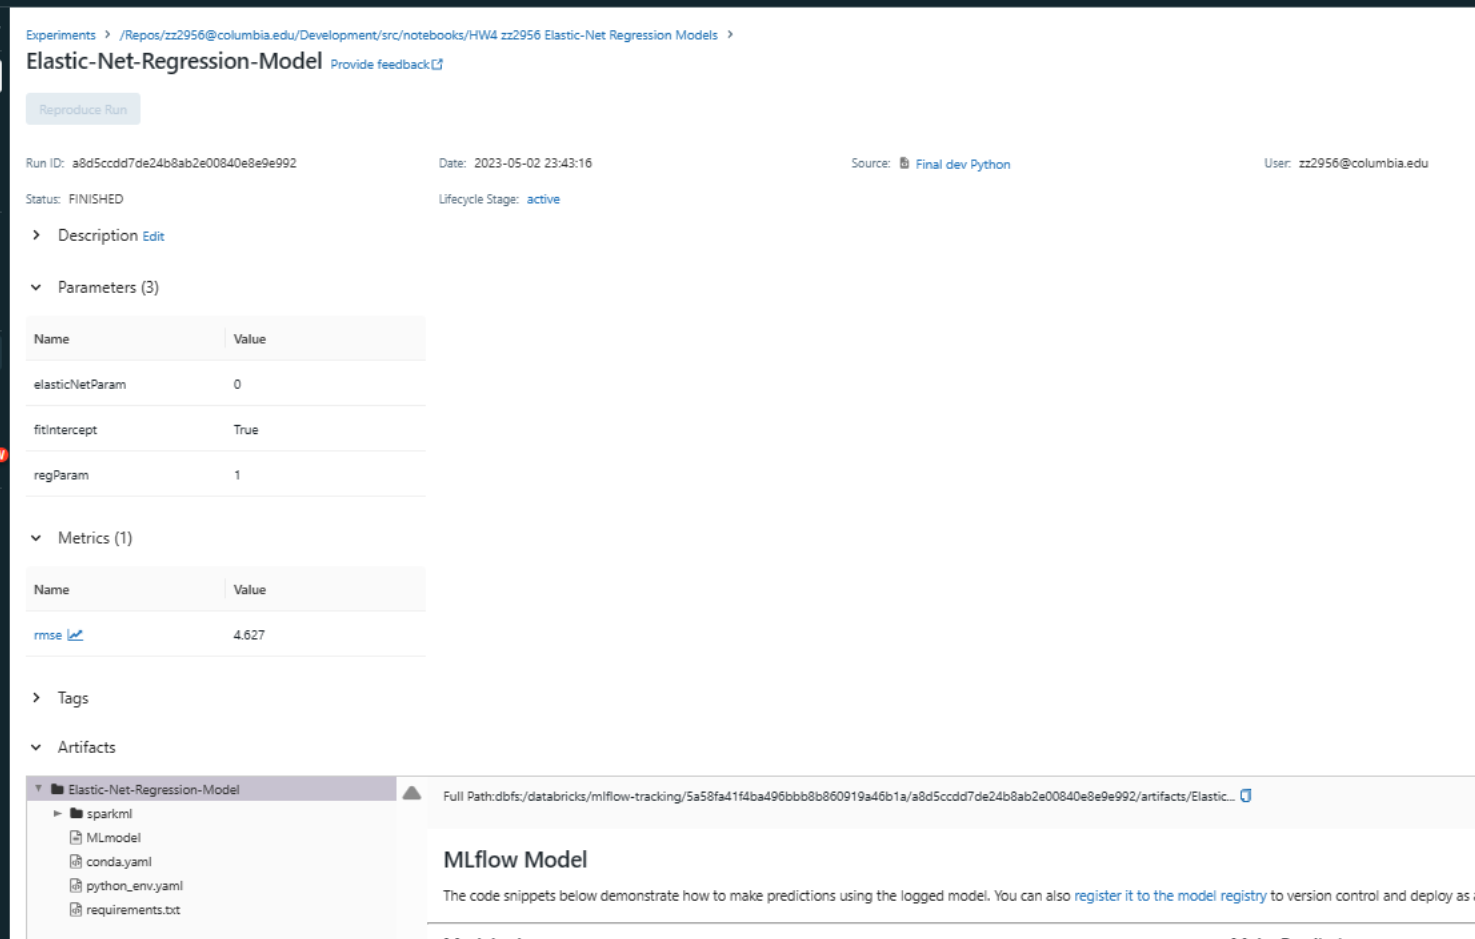 Experiments > /Repos/zz2956@columbia.edu/Development/src/notebooks/HW4 zz2956 Elastic-Net Regression Models >
Elastic-Net-Regression-Model Provide feedback
Reproduce Run
Run ID: a8d5ccdd7de24b8ab2e00840e8e9e992 Date: 2023-05-02 23:43:16 Source: Final dev Python User: zz2956@columbia.edu
Status: FINISHED Lifecycle Stage: active
Description Edit
Parameters (3)
Name Value
elasticNetParam 0
fitIntercept True
regParam 1
Metrics (1)
Name Value
rmse 4.627
Tags
Artifacts
Elastic-Net-Regression-Model
sparkml
MLmodel
conda.yaml
python_env.yaml
requirements.txt
Full Path:dbfs:/databricks/mlflow-tracking/5a58fa41f4ba496bbb8b860919a46b1a/a8d5ccdd7de24b8ab2e00840e8e9e992/artifacts/Elastic...
MLflow Model
The code snippets below demonstrate how to make predictions using the logged model. You can also register it to the model registry to version control and deploy as a